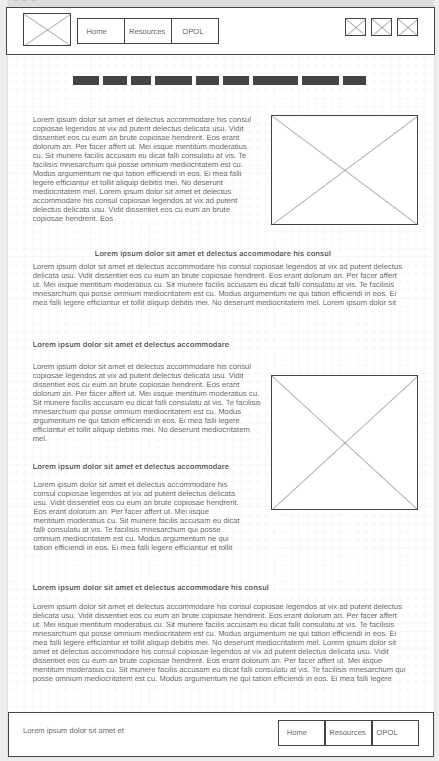 Home
Resources
OPOL
Lorem ipsum dolor sit amet et delectus accommodare his consul
copiosae legendos at vix ad putent delectus delicata usu. Vidit
dissentiet eos cu eum an brute copiosae hendrerit. Eos erant
dolorum an. Per facer affert ut. Mei iisque mentitum moderatius
cu. Sit munere facilis accusam eu dicat falli consulatu at vis. Te
facilisis mnesarchum qui posse omnium mediocritatem est cu.
Modus argumentum ne qui tation efficiendi in eos. Ei mea falli
legere efficiantur et tollit aliquip debitis mei. No deserunt
mediocritatem mel. Lorem ipsum dolor sit amet et delectus
accommodare his consul copiosae legendos at vix ad putent
delectus delicata usu. Vidit dissentiet eos cu eum an brute
copiosae hendrerit. Eos
Lorem ipsum dolor sit amet et delectus accommodare his consul
Lorem ipsum dolor sit amet et delectus accommodare his consul copiosae legendos at vix ad putent delectus
delicata usu. Vidit dissentiet eos cu eum an brute copiosae hendrerit. Eos erant dolorum an. Per facer affert
ut. Mei iisque mentitum moderatius cu. Sit munere facilis accusam eu dicat falli consulatu at vis. Te facilisis
mnesarchum qui posse omnium mediocritatem est cu. Modus argumentum ne qui tation efficiendi in eos. Ei
mea falli legere efficiantur et tollit aliquip debitis mei. No deserunt mediocritatem mel. Lorem ipsum dolor sit
Lorem ipsum dolor sit amet et delectus accommodare
Lorem ipsum dolor sit amet et delectus accommodare his consul
copiosae legendos at vix ad putent delectus delicata usu. Vidit
dissentiet eos cu eum an brute copiosae hendrerit. Eos erant
dolorum an. Per facer affert ut. Mei iisque mentitum moderatius cu.
Sit munere facilis accusam eu dicat falli consulatu at vis. Te facilisis
mnesarchum qui posse omnium mediocritatem est cu. Modus
argumentum ne qui tation efficiendi in eos. Ei mea falli legere
efficiantur et tollit aliquip debitis mei. No deserunt mediocritatem
mel.
Lorem ipsum dolor sit amet et delectus accommodare
Lorem ipsum dolor sit amet et delectus accommodare his
consul copiosae legendos at vix ad putent delectus delicata
usu. Vidit dissentiet eos cu eum an brute copiosae hendrerit.
Eos erant dolorum an. Per facer affert ut. Mei iisque
mentitum moderatius cu. Sit munere facilis accusam eu dicat
falli consulatu at vis. Te facilisis mnesarchum qui posse
omnium mediocritatem est cu. Modus argumentum ne qui
tation efficiendi in eos. Ei mea falli legere efficiantur et tollit
Lorem ipsum dolor sit amet et delectus accommodare his consul
Lorem ipsum dolor sit amet et delectus accommodare his consul copiosae legendos at vix ad putent delectus
delicata usu. Vidit dissentiet eos cu eum an brute copiosae hendrerit. Eos erant dolorum an. Per facer affert
ut. Mei iisque mentitum moderatius cu. Sit munere facilis accusam eu dicat falli consulatu at vis. Te facilisis
mnesarchum qui posse omnium mediocritatem est cu. Modus argumentum ne qui tation efficiendi in eos. Ei
mea falli legere efficiantur et tollit aliquip debitis mei. No deserunt mediocritatem mel. Lorem ipsum dolor sit
amet et delectus accommodare his consul copiosae legendos at vix ad putent delectus delicata usu. Vidit
dissentiet eos cu eum an brute copiosae hendrerit. Eos erant dolorum an. Per facer affert ut. Mei iisque
mentitum moderatius cu. Sit munere facilis accusam eu dicat falli consulatu at vis. Te facilisis mnesarchum qui
posse omnium mediocritatem est cu. Modus argumentum ne qui tation efficiendi in eos. Ei mea falli legere
Lorem ipsum dolor sit amet et
Home
Resources
OPOL